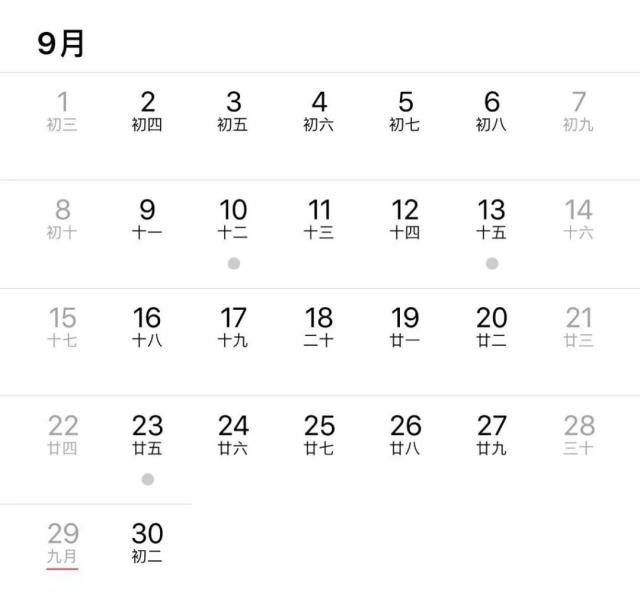 9月
1 2 3 4 5 6 7
初三 初四 初五 初六 初七 初八 初九
8 9 10 11 12 13 14
初十 十一 十二 十三 十四 十五 十六
15 16 17 18 19 20 21
十七 十八 十九 二十 廿一 廿二 廿三
22 23 24 25 26 27 28
廿四 廿五 廿六 廿七 廿八 廿九 三十
29 30
九月 初二